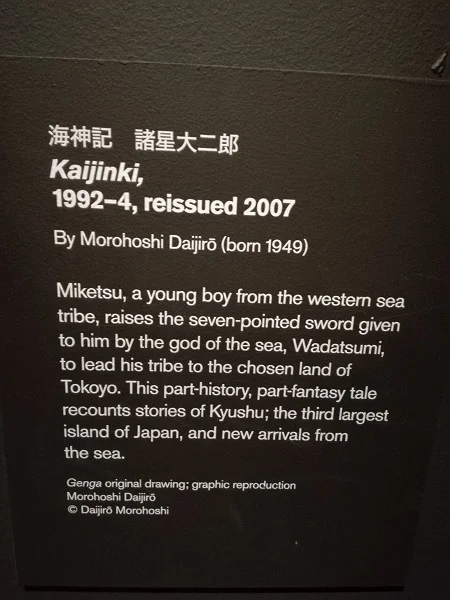 海神記　諸星大二郎
Kaijinki,
1992–4, reissued 2007
By Morohoshi Daijirō (born 1949)
Miketsu, a young boy from the western sea
tribe, raises the seven-pointed sword given
to him by the god of the sea, Wadatsumi,
to lead his tribe to the chosen land of
Tokoyo. This part-history, part-fantasy tale
recounts stories of Kyushu; the third largest
island of Japan, and new arrivals from
the sea.
Genga original drawing; graphic reproduction
Morohoshi Daijirō
© Daijirō Morohoshi